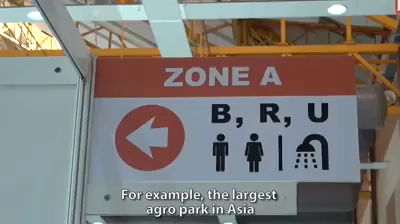 ZONE A
B, R, U
For example, the largest
agro park in Asia